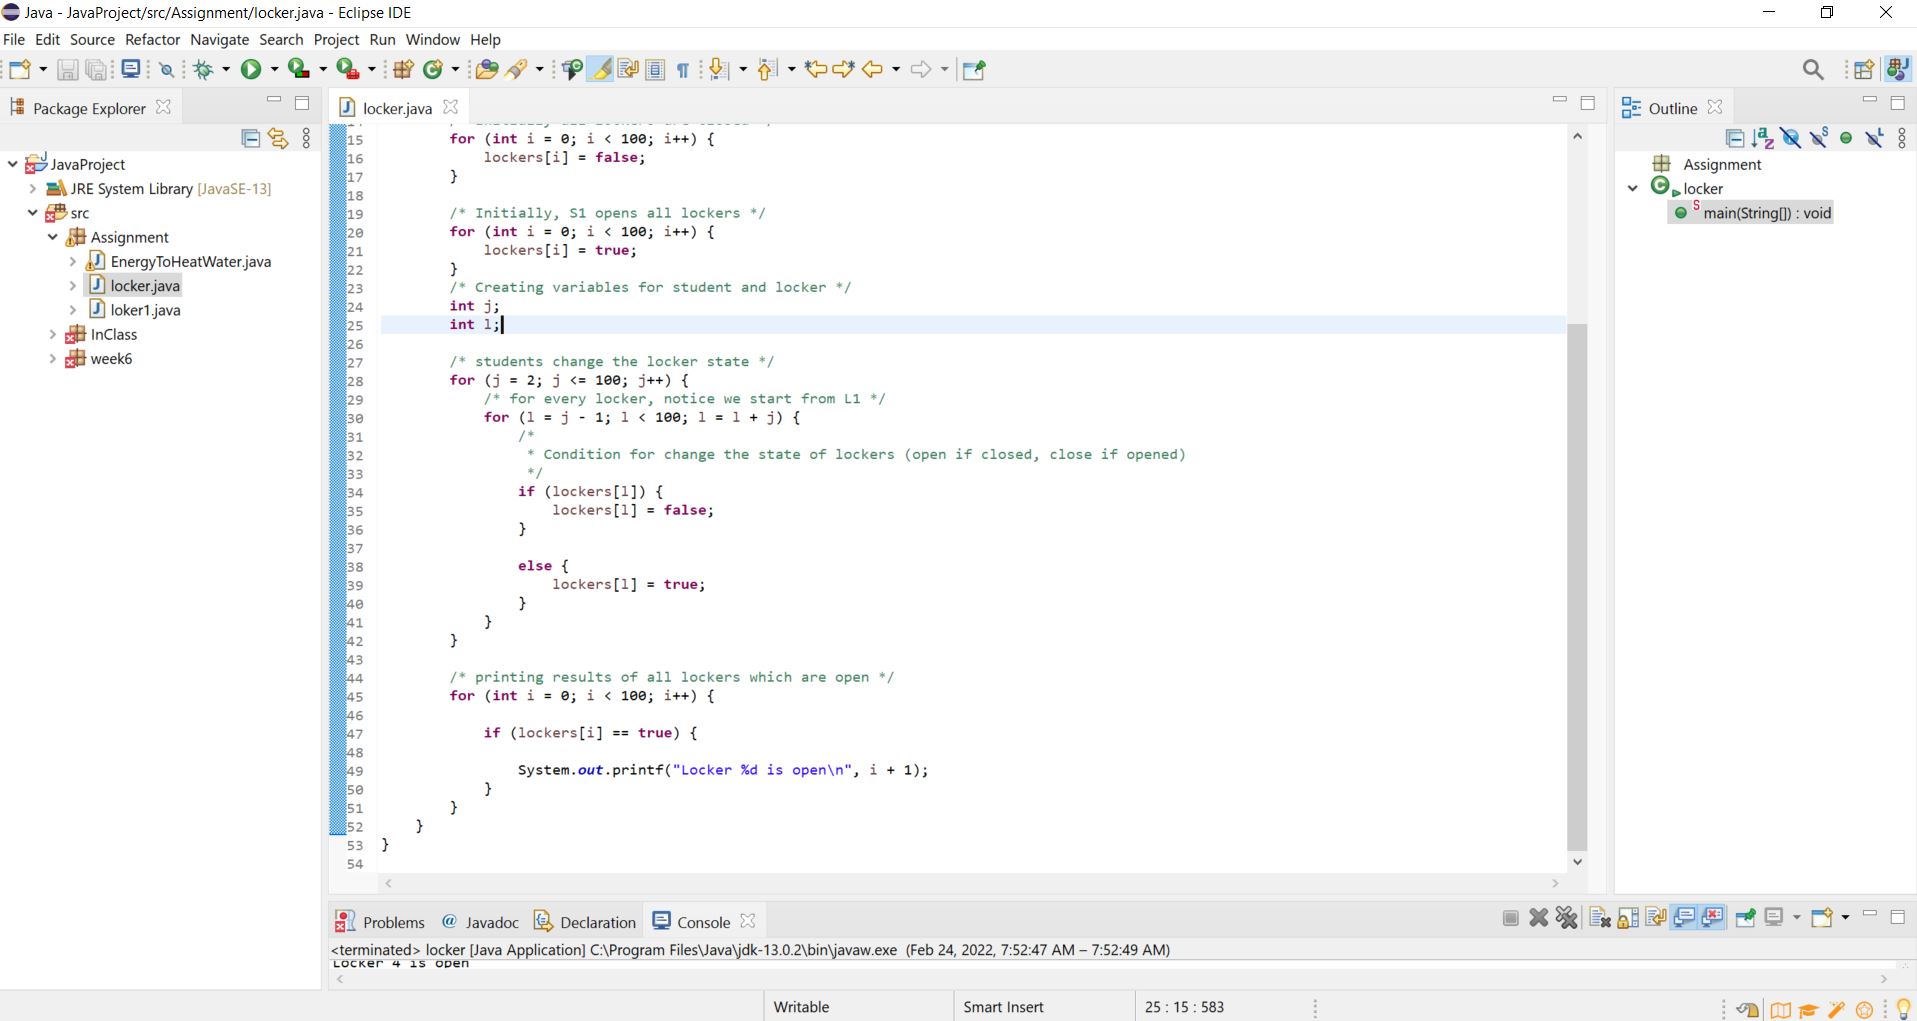 Java - JavaProject/src/Assignment/locker.java - Eclipse IDE
File Edit Source Refactor Navigate Search Project Run Window Help
Package Explorer
locker.java
Outline
JavaProject
JRE System Library [JavaSE-13]
src
Assignment
EnergyToHeatWater.java
locker.java
loker1.java
InClass
week6
15 for (int i = 0; i < 100; i++) {
16 lockers[i] = false;
17 }
18
19 /* Initially, S1 opens all lockers */
20 for (int i = 0; i < 100; i++) {
21 lockers[i] = true;
22 }
23 /* Creating variables for student and locker */
24 int j;
25 int l;
26
27 /* students change the locker state */
28 for (j = 2; j <= 100; j++) {
29 /* for every locker, notice we start from L1 */
30 for (l = j - 1; l < 100; l = l + j) {
31 /*
32 * Condition for change the state of lockers (open if closed, close if opened)
33 */
34 if (lockers[l]) {
35 lockers[l] = false;
36 }
37
38 else {
39 lockers[l] = true;
40 }
41 }
42 }
43
44 /* printing results of all lockers which are open */
45 for (int i = 0; i < 100; i++) {
46
47 if (lockers[i] == true) {
48
49 System.out.printf("Locker %d is open\n", i + 1);
50 }
51 }
52 }
53 }
54
Assignment
locker
main(String[]) : void
Problems @ Javadoc Declaration Console
<terminated> locker [Java Application] C:\Program Files\Java\jdk-13.0.2\bin\javaw.exe (Feb 24, 2022, 7:52:47 AM – 7:52:49 AM)
Locker 4 is open
Writable Smart Insert 25 : 15 : 583